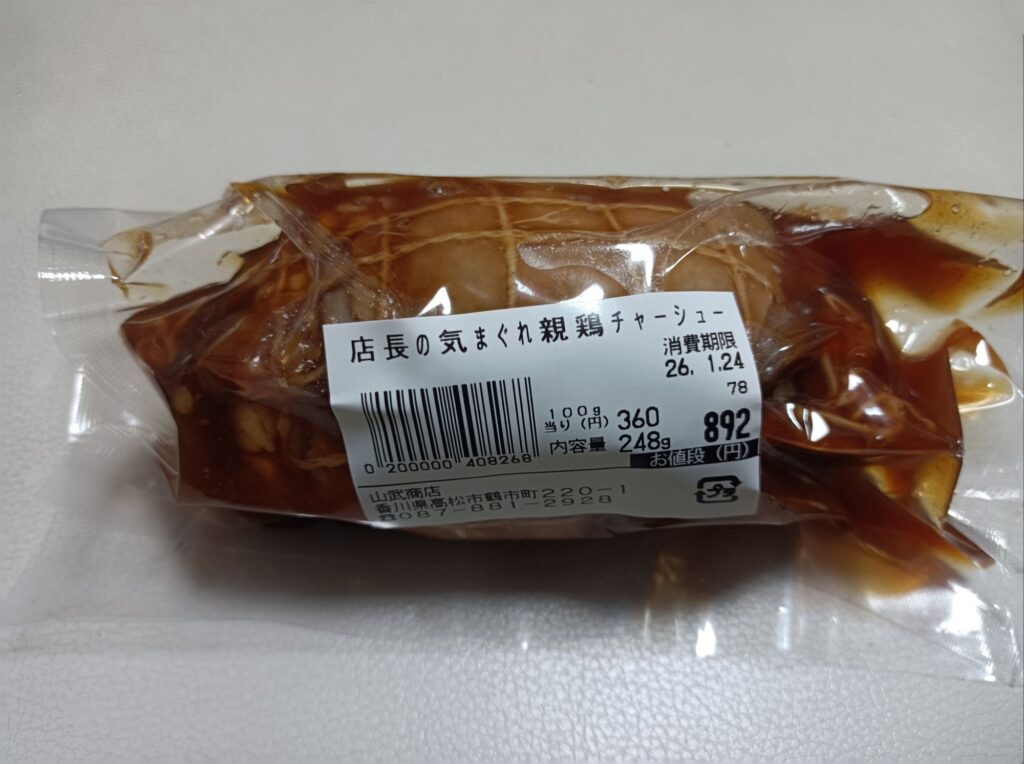 店長の気まぐれ親鶏チャーシュー
消費期限
26. 1.24
78
100g
当り (円) 360
内容量 248g
892
お値段 (円)
0 200000 408268
山武商店
香川県高松市鶴市町220-1
☎087-881-2928
プラ